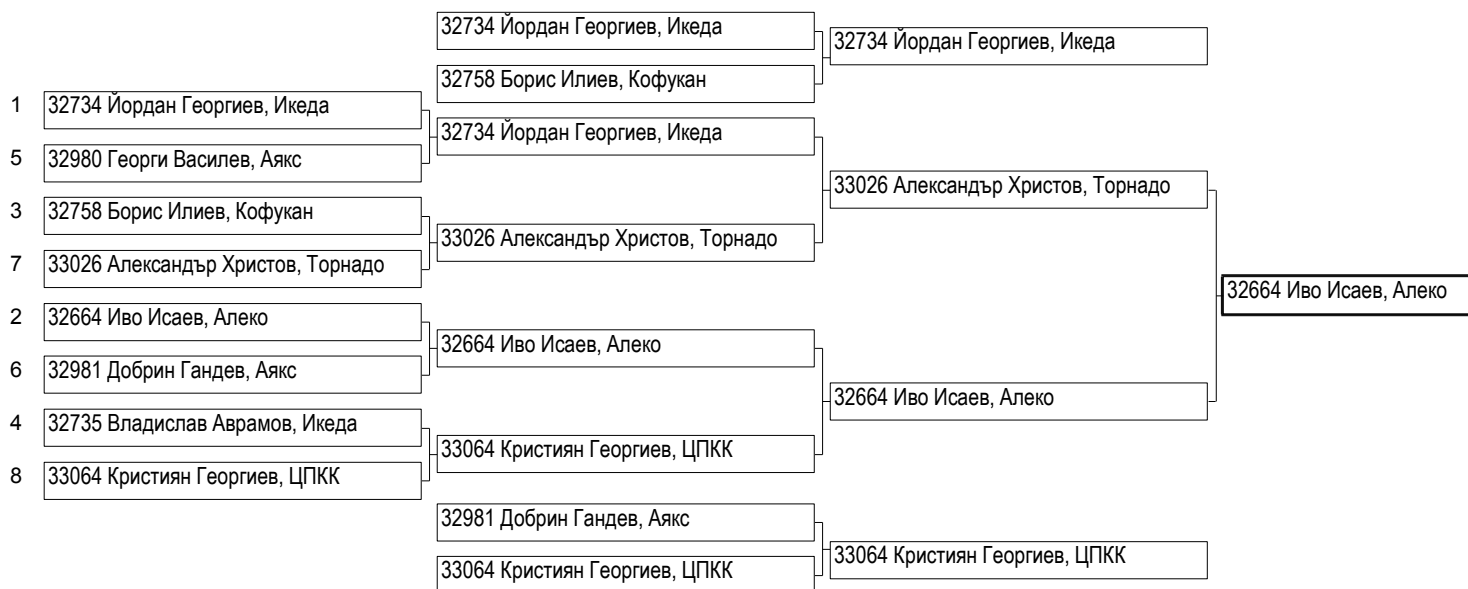 32734 Йордан Георгиев, Икеда
32734 Йордан Георгиев, Икеда
32758 Борис Илиев, Кофукан
1 32734 Йордан Георгиев, Икеда
32734 Йордан Георгиев, Икеда
5 32980 Георги Василев, Аякс
33026 Александър Христов, Торнадо
3 32758 Борис Илиев, Кофукан
33026 Александър Христов, Торнадо
7 33026 Александър Христов, Торнадо
32664 Иво Исаев, Алеко
2 32664 Иво Исаев, Алеко
32664 Иво Исаев, Алеко
6 32981 Добрин Гандев, Аякс
32664 Иво Исаев, Алеко
4 32735 Владислав Аврамов, Икеда
33064 Кристиян Георгиев, ЦПКК
8 33064 Кристиян Георгиев, ЦПКК
32981 Добрин Гандев, Аякс
33064 Кристиян Георгиев, ЦПКК
33064 Кристиян Георгиев, ЦПКК